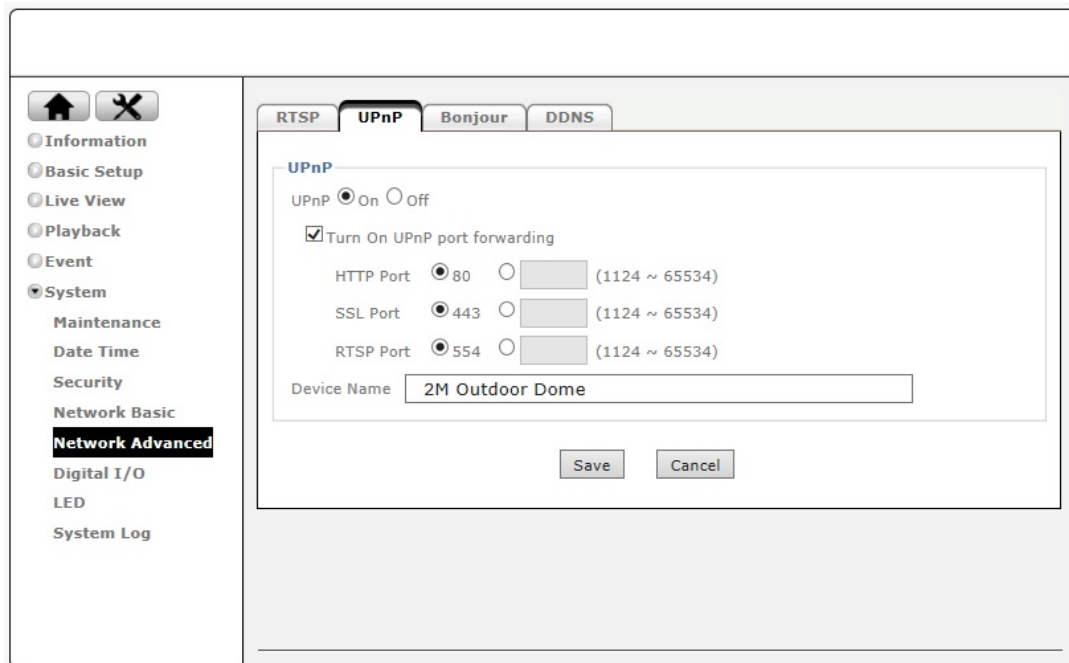 Information
Basic Setup
Live View
Playback
Event
System
Maintenance
Date Time
Security
Network Basic
Network Advanced
Digital I/O
LED
System Log
RTSP UPnP Bonjour DDNS
UPnP
UPnP On Off
Turn On UPnP port forwarding
HTTP Port 80 (1124 ~ 65534)
SSL Port 443 (1124 ~ 65534)
RTSP Port 554 (1124 ~ 65534)
Device Name 2M Outdoor Dome
Save Cancel